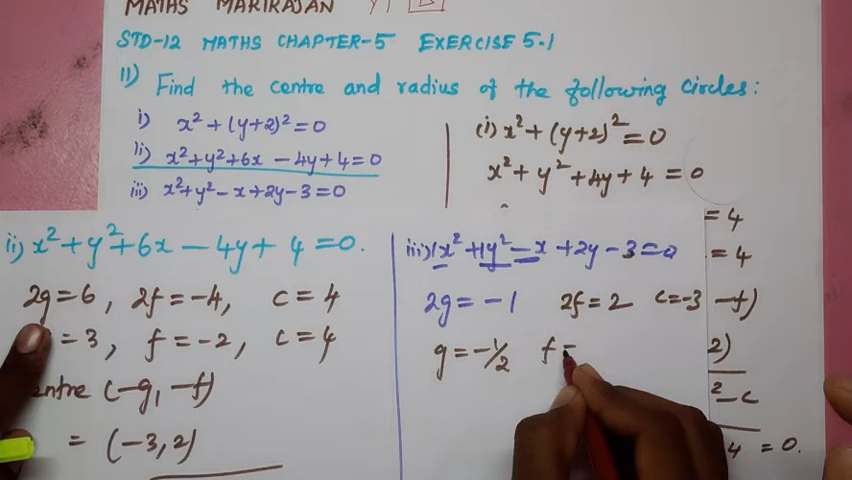 MATHS MARIRAJAN
STD-12 MATHS CHAPTER-5 EXERCISE 5.1
11) Find the centre and radius of the following circles:
i) x² + (y+2)² = 0
ii) x² + y² + 6x - 4y + 4 = 0
iii) x² + y² - x + 2y - 3 = 0
(i) x² + (y+2)² = 0
x² + y² + 4y + 4 = 0
= 4
= 4
-f)
2)
² - c
4 = 0.
ii) x² + y² + 6x - 4y + 4 = 0.
2g = 6, 2f = -4, c = 4
= 3, f = -2, c = 4
entre (-g, -f)
= (-3, 2)
iii) 1x² + 1y² - x + 2y - 3 = 0
2g = -1 2f = 2 c = -3
g = -1/2 f =